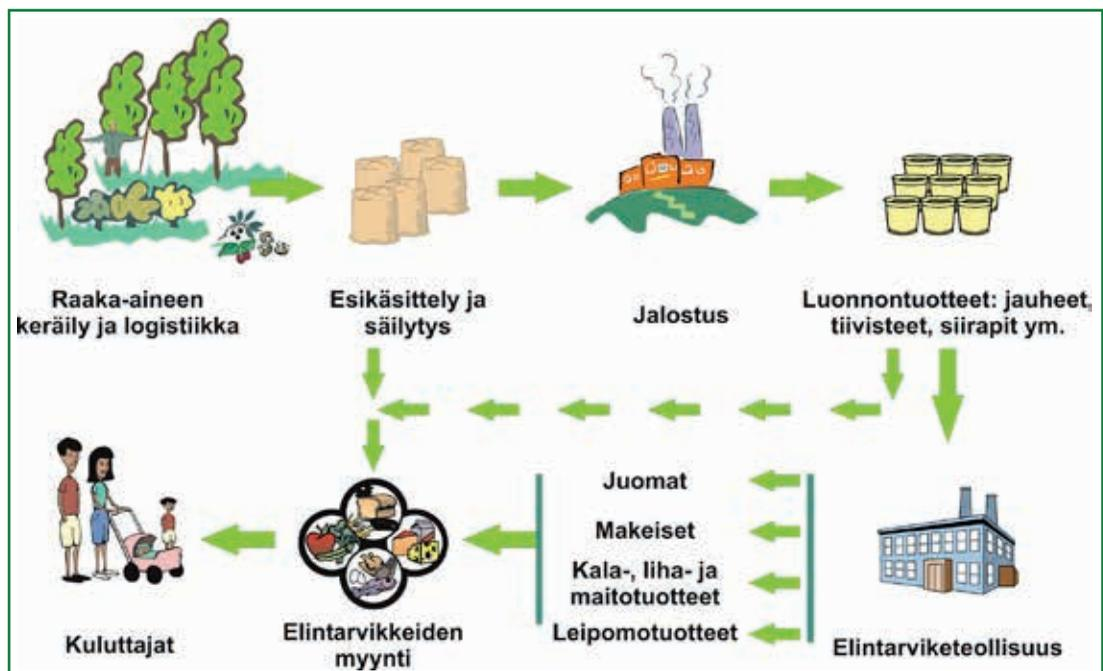 Raaka-aineen
keräily ja logistiikka
Esikäsittely ja
säilytys
Jalostus
Luonnontuotteet: jauheet,
tiivisteet, siirapit ym.
Juomat
Makeiset
Kala-, liha- ja
maitotuotteet
Leipomotuotteet
Elintarviketeollisuus
Elintarvikkeiden
myynti
Kuluttajat